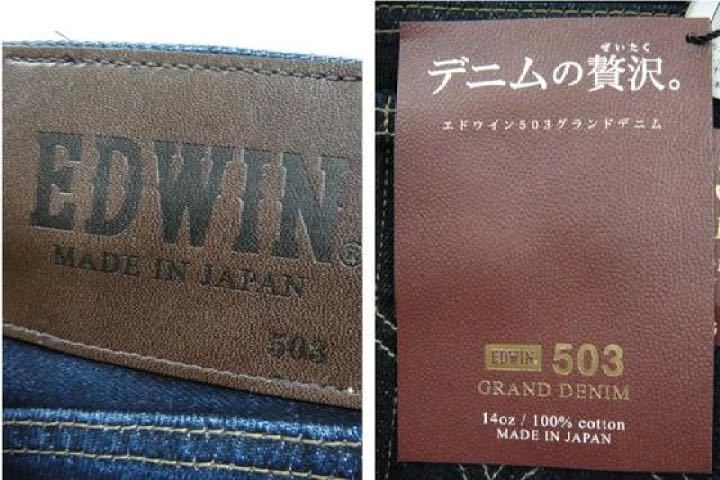 EDWIN®
MADE IN JAPAN
503
ぜいたく
デニムの贅沢。
エドウイン503グランドデニム
EDWIN 503
GRAND DENIM
14oz / 100% cotton
MADE IN JAPAN